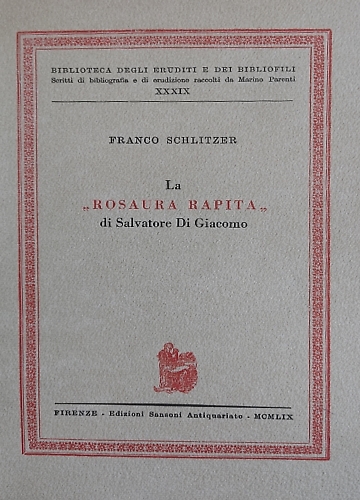 BIBLIOTECA DEGLI ERUDITI E DEI BIBLIOFILI
Scritti di bibliografia e di erudizione raccolti da Marino Parenti
XXXIX
FRANCO SCHLITZER
La
„ROSAURA RAPITA„
di Salvatore Di Giacomo
FIRENZE - Edizioni Sansoni Antiquariato - MCMLIX